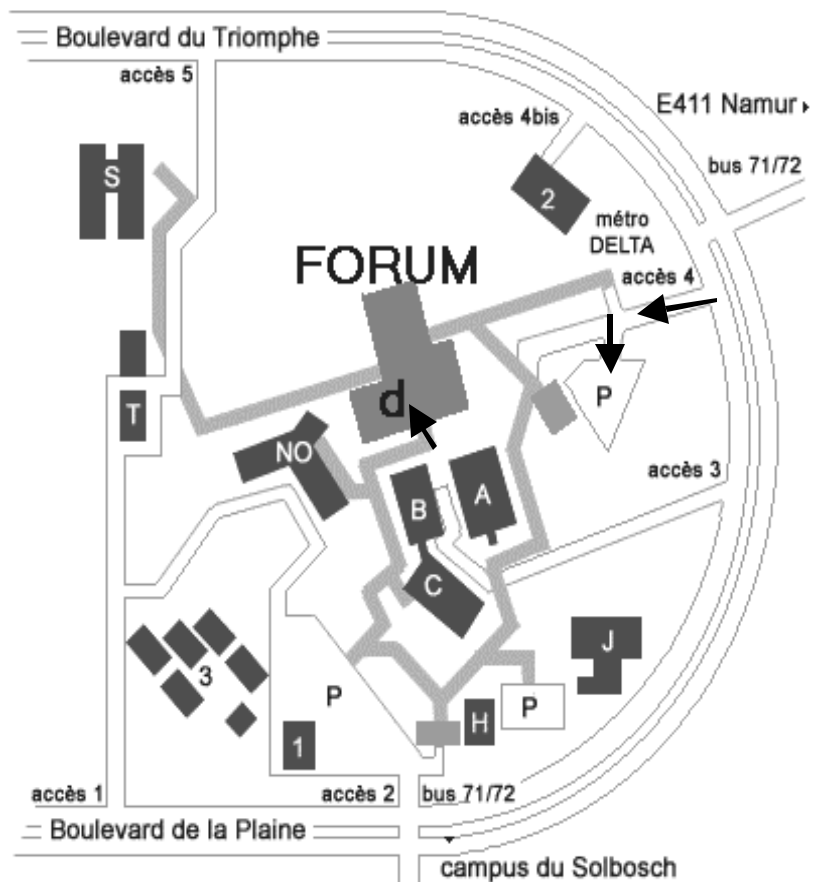 Boulevard du Triomphe
accès 5
E411 Namur
accès 4bis
bus 71/72
S
2
métro
DELTA
FORUM
accès 4
d
P
T
NO
accès 3
A
B
C
J
3
P
P
H
1
accès 1
accès 2
bus 71/72
Boulevard de la Plaine
campus du Solbosch